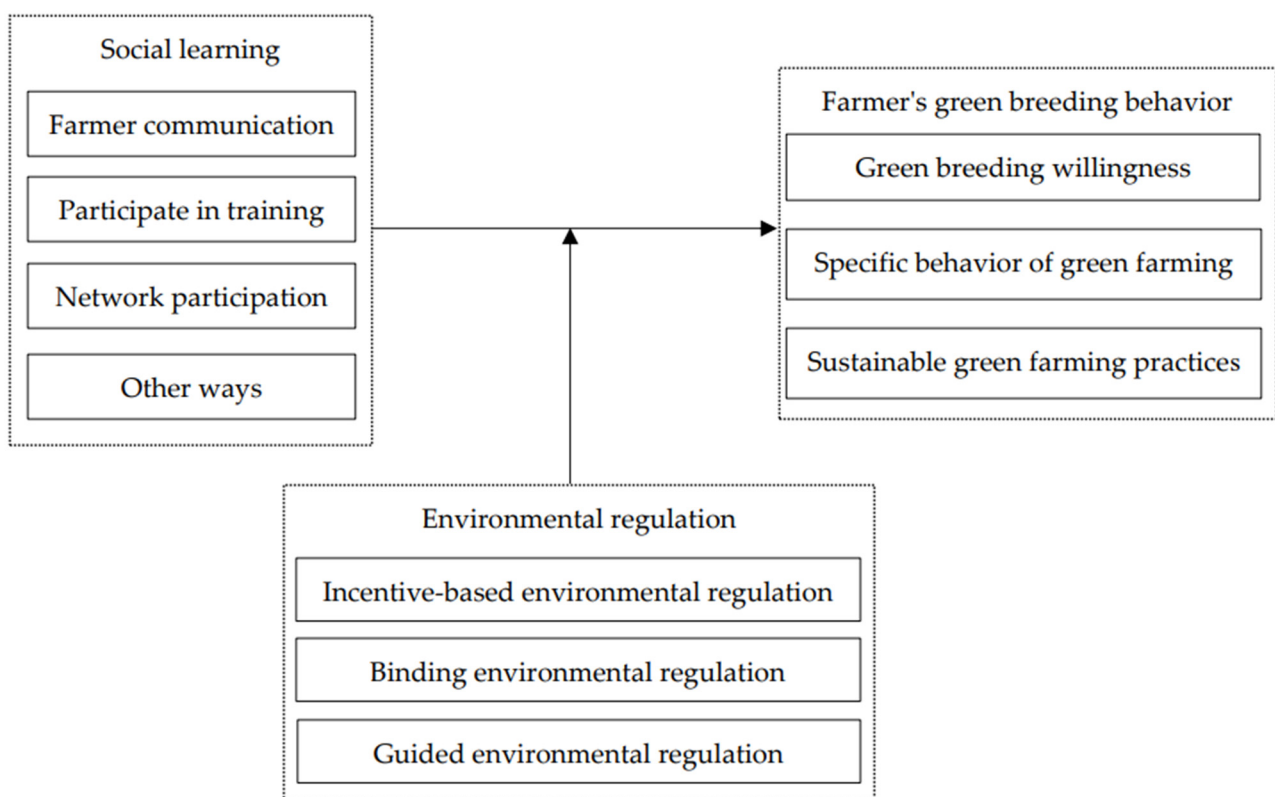 Social learning
Farmer communication
Participate in training
Network participation
Other ways
Farmer's green breeding behavior
Green breeding willingness
Specific behavior of green farming
Sustainable green farming practices
Environmental regulation
Incentive-based environmental regulation
Binding environmental regulation
Guided environmental regulation